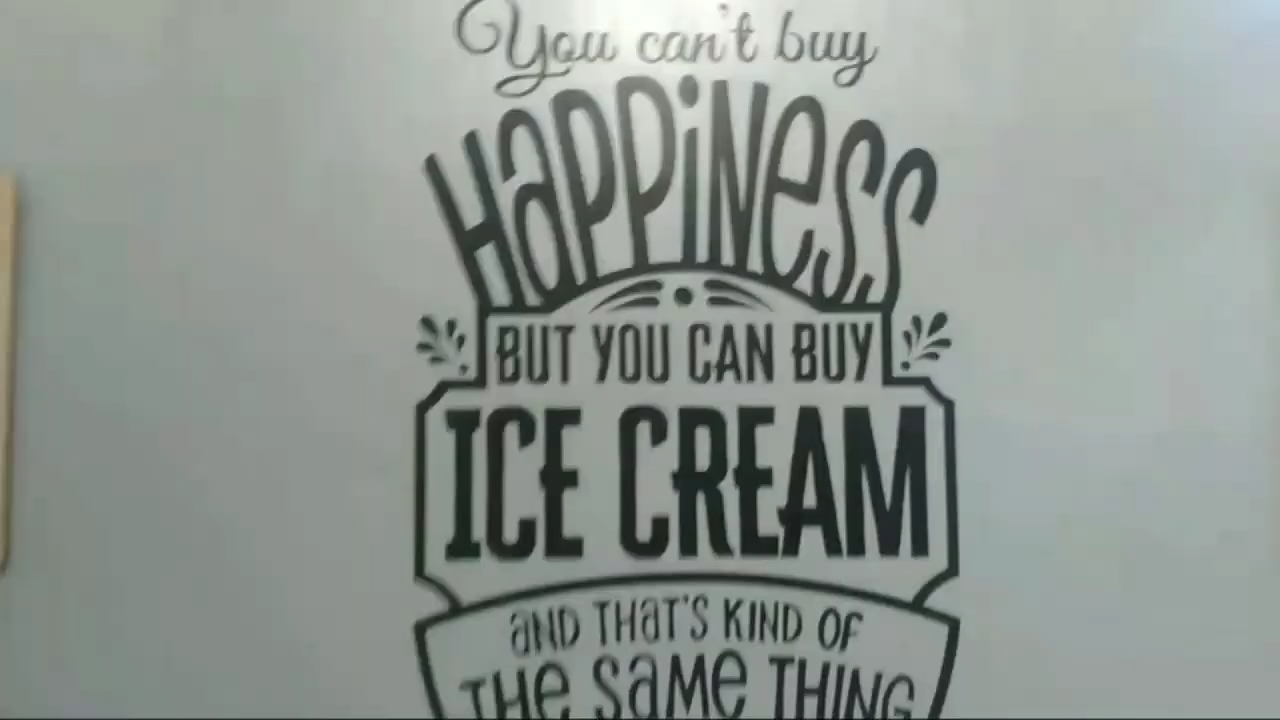 You can't buy
HaPPiNeSS
BUT YOU CAN BUY
ICE CREAM
aND THaT'S KIND OF
THe SaMe THING